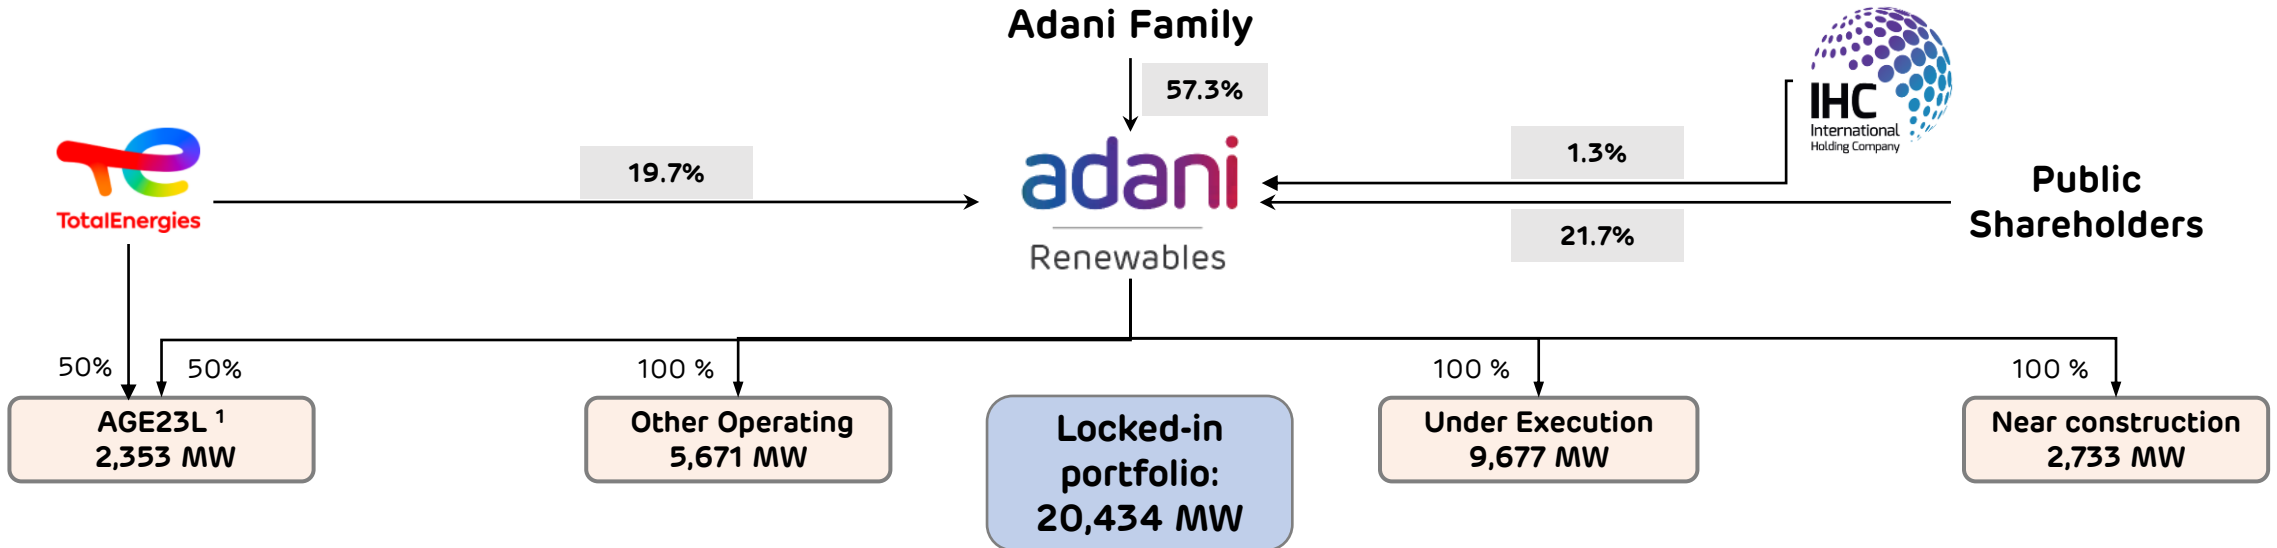 Adani Family
57.3%
IHC
International
Holding Company
TotalEnergies
19.7%
adani
Renewables
1.3%
21.7%
Public
Shareholders
50%
50%
100 %
100 %
100 %
AGE23L ¹
2,353 MW
Other Operating
5,671 MW
Locked-in
portfolio:
20,434 MW
Under Execution
9,677 MW
Near construction
2,733 MW